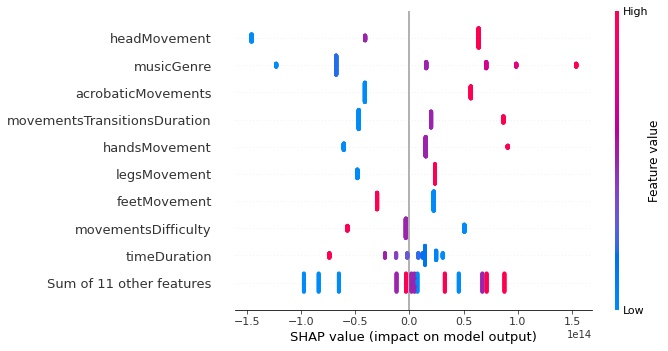 High
headMovement
musicGenre
acrobaticMovements
movementsTransitionsDuration
handsMovement
legsMovement
feetMovement
movementsDifficulty
timeDuration
Sum of 11 other features
Feature value
Low
−1.5 −1.0 −0.5 0.0 0.5 1.0 1.5
1e14
SHAP value (impact on model output)